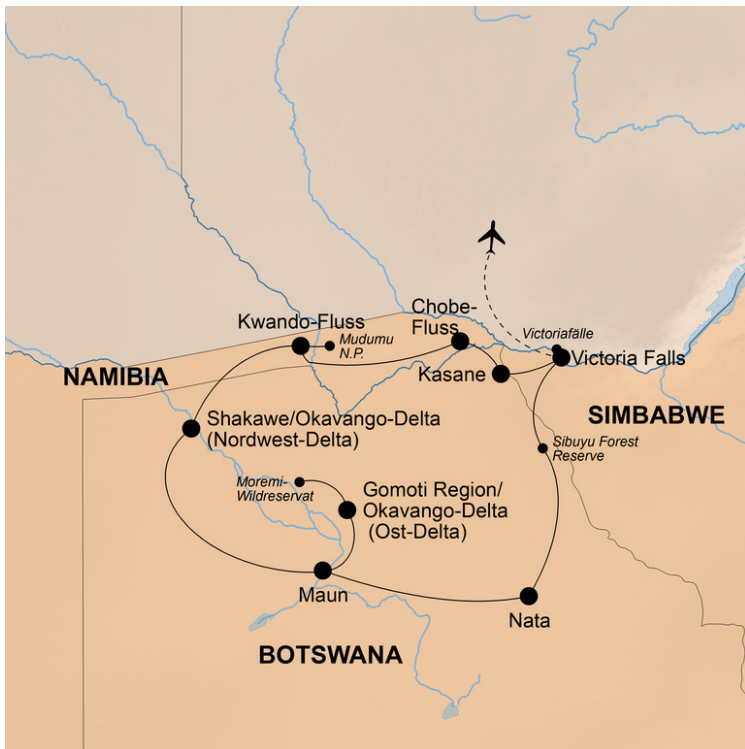 Chobe-
Fluss
Kwando-Fluss
Mudumu
N.P.
Victoriafälle
Victoria Falls
Kasane
NAMIBIA
SIMBABWE
Shakawe/Okavango-Delta
(Nordwest-Delta)
Sibuyu Forest
Reserve
Moremi-
Wildreservat
Gomoti Region/
Okavango-Delta
(Ost-Delta)
Maun
Nata
BOTSWANA